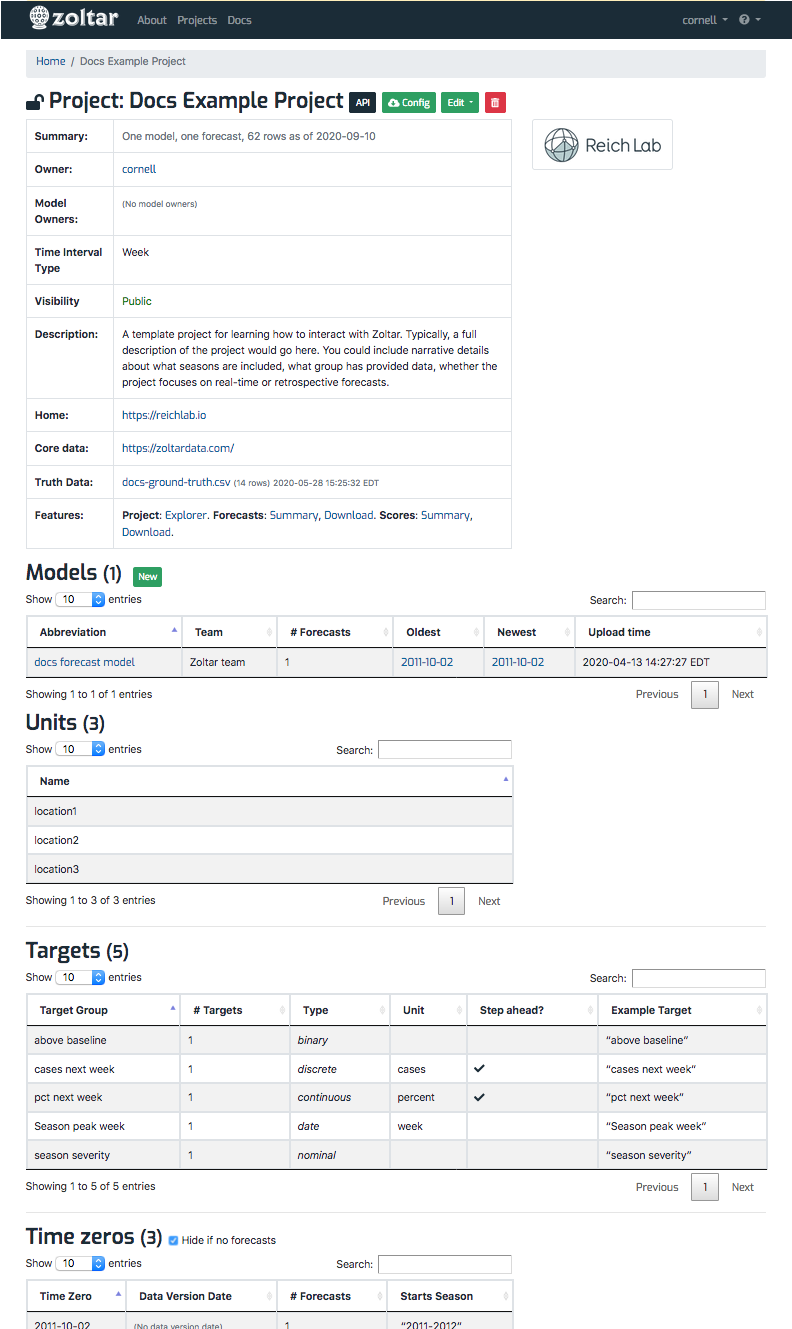 zoltar About Projects Docs cornell
Home / Docs Example Project
Project: Docs Example Project API Config Edit
Summary: One model, one forecast, 62 rows as of 2020-09-10
Reich Lab
Owner: cornell
Model Owners: (No model owners)
Time Interval Type Week
Visibility Public
Description: A template project for learning how to interact with Zoltar. Typically, a full
description of the project would go here. You could include narrative details
about what seasons are included, what group has provided data, whether the
project focuses on real-time or retrospective forecasts.
Home: https://reichlab.io
Core data: https://zoltardata.com/
Truth Data: docs-ground-truth.csv (14 rows) 2020-05-28 15:25:32 EDT
Features: Project: Explorer. Forecasts: Summary, Download. Scores: Summary,
Download.
Models (1) New
Show 10 entries Search:
Abbreviation Team # Forecasts Oldest Newest Upload time
docs forecast model Zoltar team 1 2011-10-02 2011-10-02 2020-04-13 14:27:27 EDT
Showing 1 to 1 of 1 entries Previous 1 Next
Units (3)
Show 10 entries Search:
Name
location1
location2
location3
Showing 1 to 3 of 3 entries Previous 1 Next
Targets (5)
Show 10 entries Search:
Target Group # Targets Type Unit Step ahead? Example Target
above baseline 1 binary "above baseline"
cases next week 1 discrete cases ✓ "cases next week"
pct next week 1 continuous percent ✓ "pct next week"
Season peak week 1 date week "Season peak week"
season severity 1 nominal "season severity"
Showing 1 to 5 of 5 entries Previous 1 Next
Time zeros (3) Hide if no forecasts
Show 10 entries Search:
Time Zero Data Version Date # Forecasts Starts Season
2011-10-02 (No data version date) 1 "2011-2012"